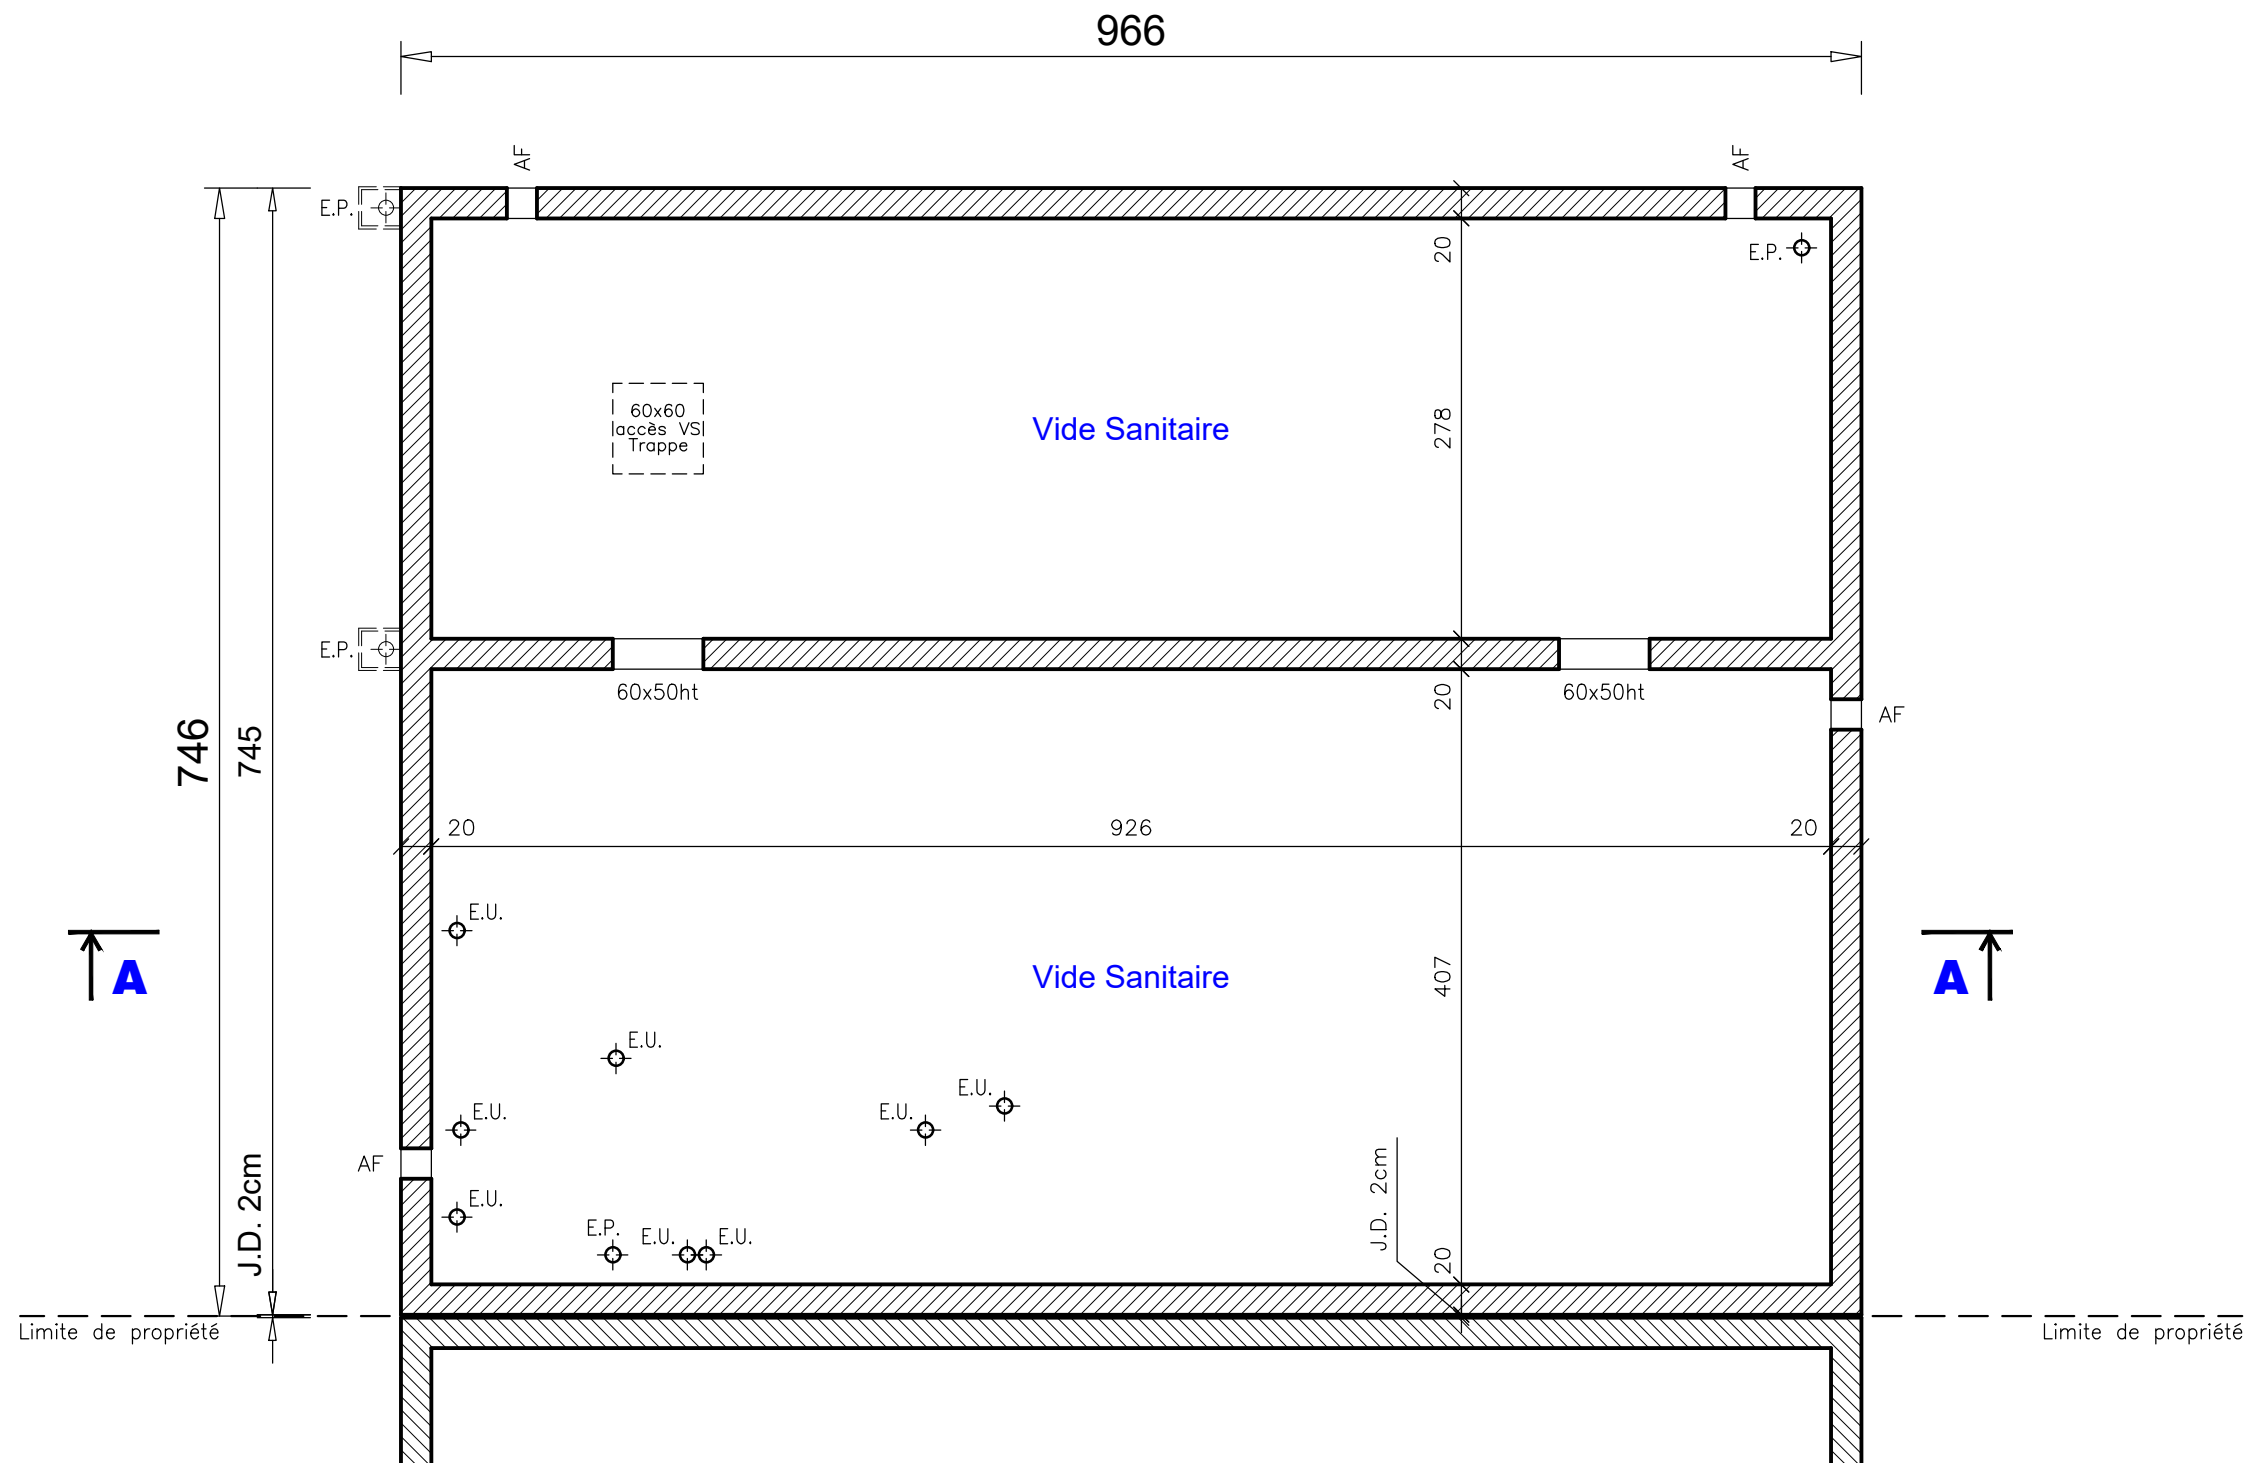 966
AF
AF
E.P.
20
E.P.
60x60
accès VS
Trappe
Vide Sanitaire
278
E.P.
60x50ht
20
60x50ht
AF
746
745
20
926
20
E.U.
A
Vide Sanitaire
407
A
E.U.
E.U.
E.U.
E.U.
AF
J.D. 2cm
J.D. 2cm
E.U.
E.P.
E.U.
E.U.
20
Limite de propriété
Limite de propriété